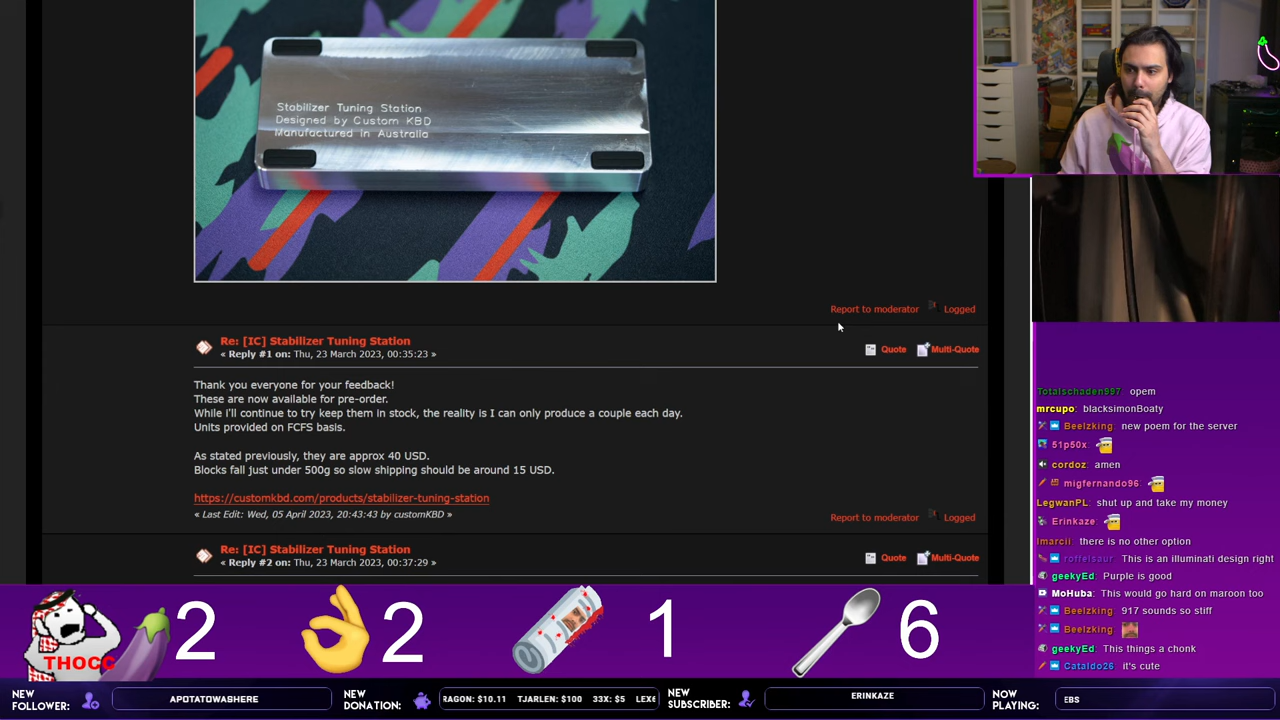 Stabilizer Tuning Station
Designed by Custom KBD
Manufactured in Australia
Report to moderator Logged
Re: [IC] Stabilizer Tuning Station
« Reply #1 on: Thu, 23 March 2023, 00:35:23 »
Quote Multi-Quote
Thank you everyone for your feedback!
These are now available for pre-order.
While i'll continue to try keep them in stock, the reality is I can only produce a couple each day.
Units provided on FCFS basis.
As stated previously, they are approx 40 USD.
Blocks fall just under 500g so slow shipping should be around 15 USD.
https://customkbd.com/products/stabilizer-tuning-station
« Last Edit: Wed, 05 April 2023, 20:43:43 by customKBD »
Report to moderator Logged
Re: [IC] Stabilizer Tuning Station
« Reply #2 on: Thu, 23 March 2023, 00:37:29 »
Quote Multi-Quote
Totalschaden997 opem
mrcupo: blacksimonBoaty
Beelzking: new poem for the server
51p50x:
cordoz: amen
migfernando96:
LegwanPL: shut up and take my money
Erinkaze:
imarcii: there is no other option
roffelsaur: This is an illuminati design right
geekyEd: Purple is good
MoHuba: This would go hard on maroon too
Beelzking: 917 sounds so stiff
Beelzking:
geekyEd: This things a chonk
Cataldo26: it's cute
THOCC 2 2 1 6
NEW FOLLOWER: APOTATOWASHERE
NEW DONATION: RAGON: $10.11 TJARLEN: $100 33X: $5 LEX
NEW SUBSCRIBER: ERINKAZE
NOW PLAYING: EBS